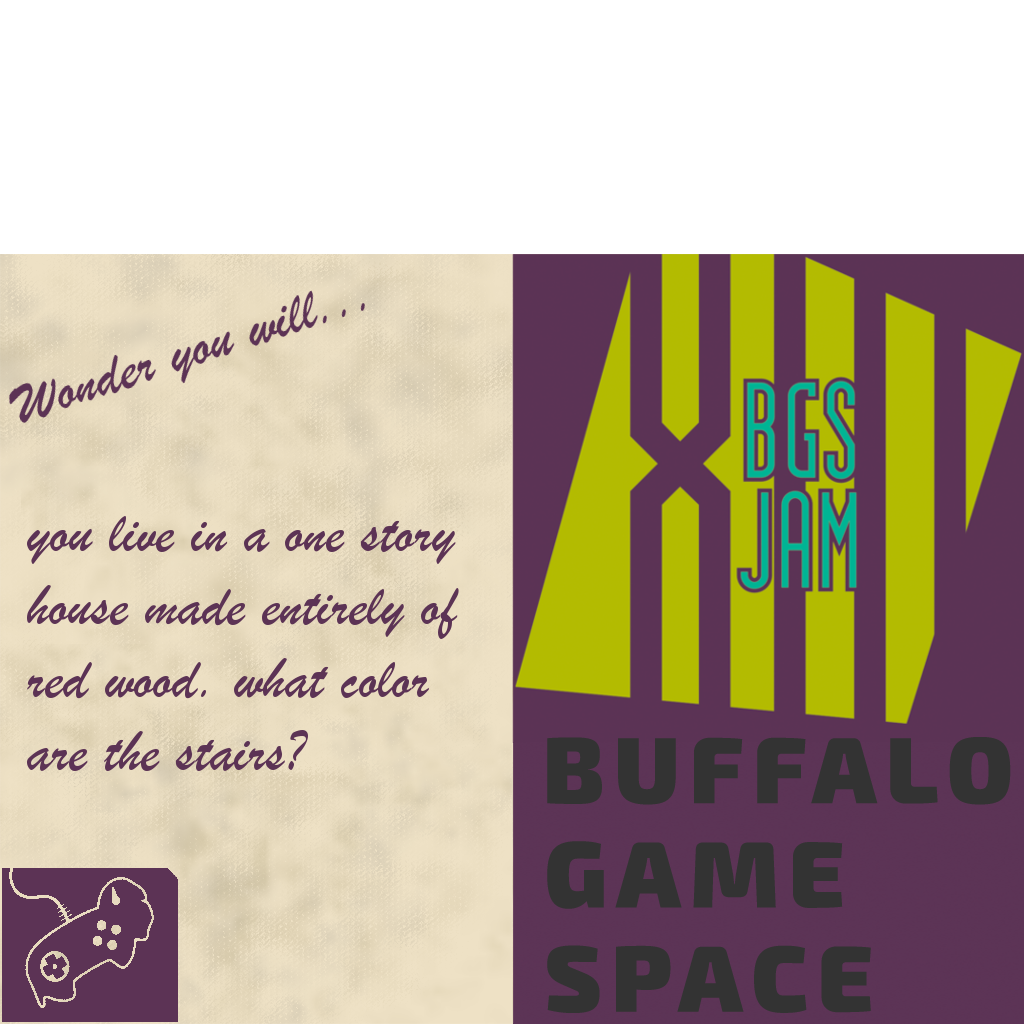 Wonder you will...
you live in a one story
house made entirely of
red wood. what color
are the stairs?
XIII
BGS
JAM
BUFFALO
GAME
SPACE